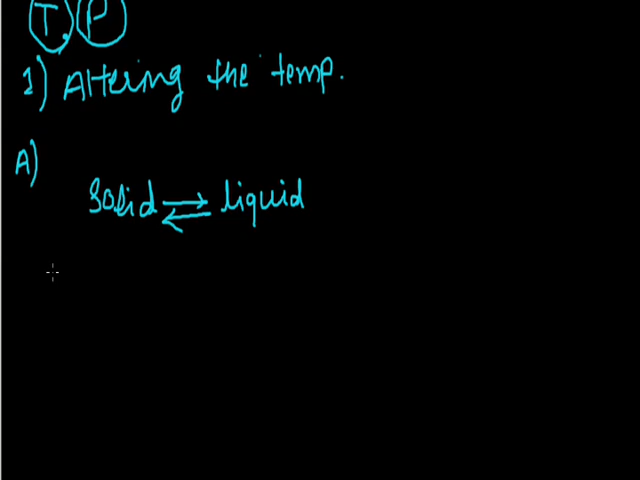 T. P
1) Altering the temp.
A)
Solid ⇌ liquid